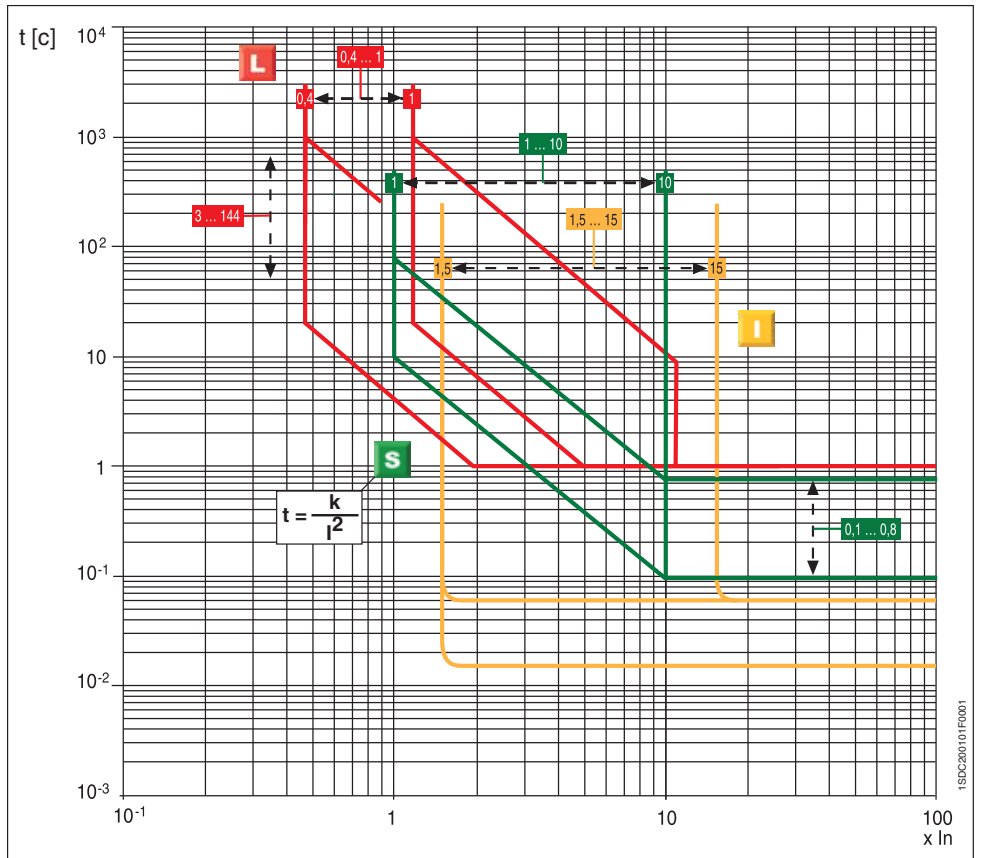 t [c]
10⁴
L
0,4 ... 1
0,4
1
10³
1 ... 10
1
10
3 ... 144
1,5 ... 15
10²
1,5
15
I
10
1
S
t = k / I²
0,1 ... 0,8
10⁻¹
10⁻²
10⁻³
10⁻¹
1
10
100
x In
1SDC200101F0001